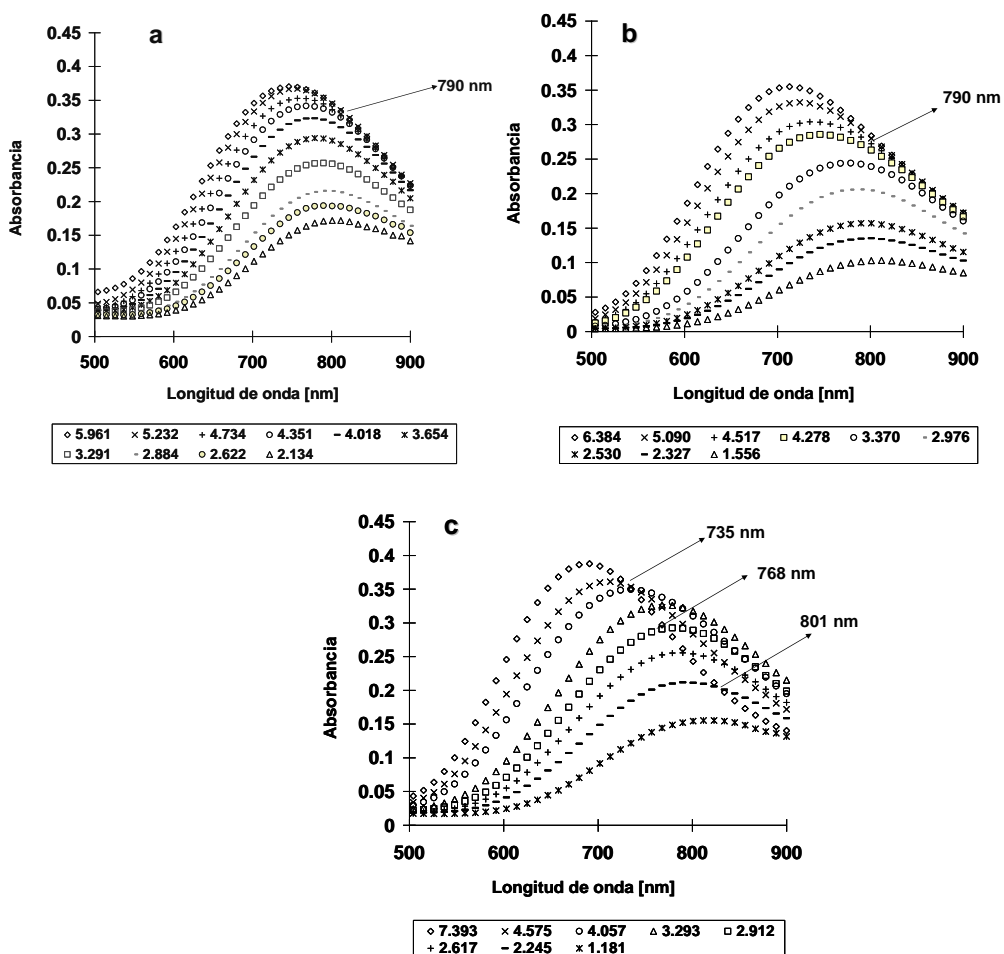 a
0.45
0.4
0.35
0.3
0.25
0.2
0.15
0.1
0.05
0
Absorbancia
790 nm
500 600 700 800 900
Longitud de onda [nm]
5.961 5.232 4.734 4.351 4.018 3.654
3.291 2.884 2.622 2.134
b
0.45
0.4
0.35
0.3
0.25
0.2
0.15
0.1
0.05
0
Absorbancia
790 nm
500 600 700 800 900
Longitud de onda [nm]
6.384 5.090 4.517 4.278 3.370 2.976
2.530 2.327 1.556
c
0.45
0.4
0.35
0.3
0.25
0.2
0.15
0.1
0.05
0
Absorbancia
735 nm
768 nm
801 nm
500 600 700 800 900
Longitud de onda [nm]
7.393 4.575 4.057 3.293 2.912
2.617 2.245 1.181